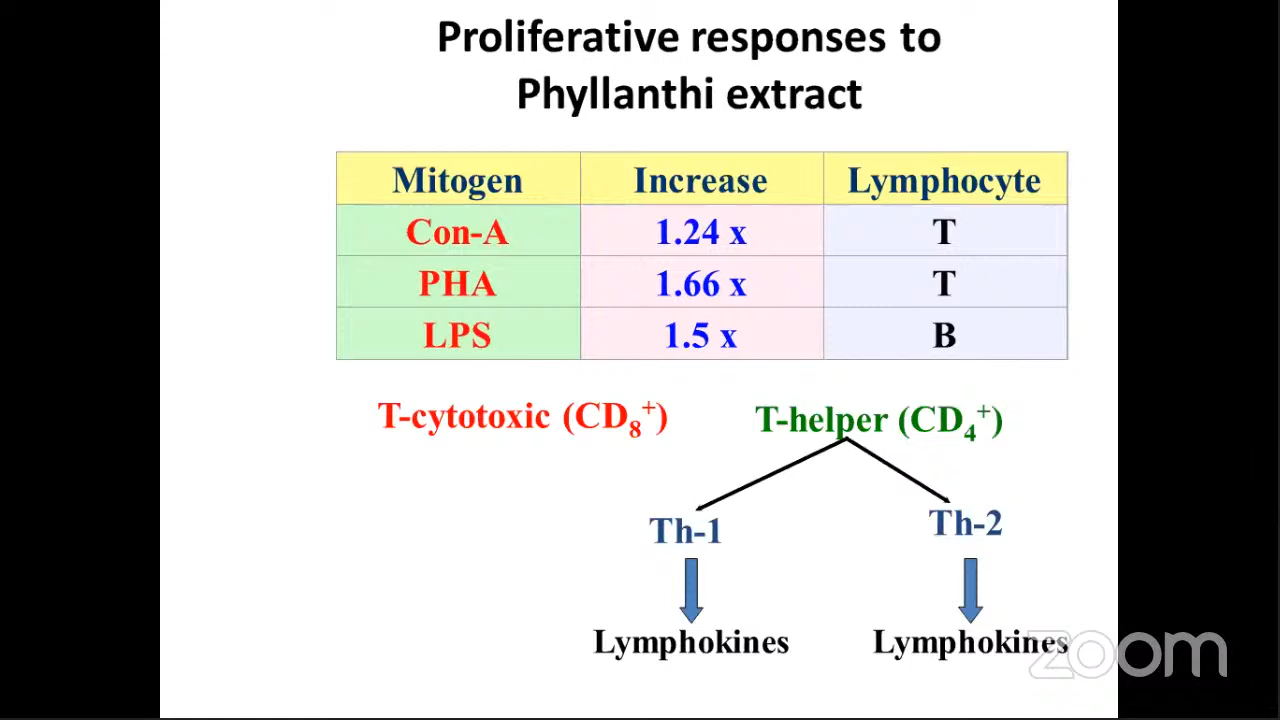 Proliferative responses to
Phyllanthi extract
Mitogen Increase Lymphocyte
Con-A 1.24 x T
PHA 1.66 x T
LPS 1.5 x B
T-cytotoxic (CD₈⁺) T-helper (CD₄⁺)
Th-1 Th-2
Lymphokines Lymphokines
zoom